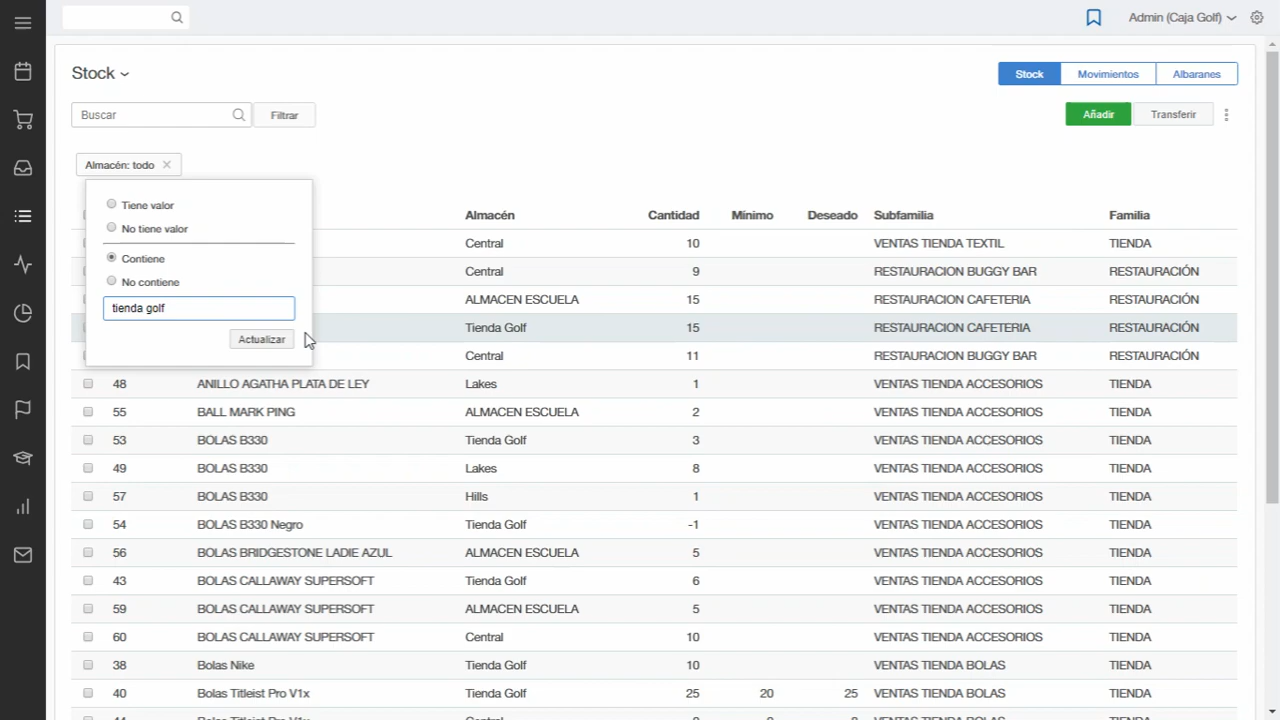 Admin (Caja Golf)
Stock
Stock Movimientos Albaranes
Buscar Filtrar Añadir Transferir
Almacén: todo
Tiene valor
No tiene valor
Contiene
No contiene
tienda golf
Actualizar
Almacén Cantidad Mínimo Deseado Subfamilia Familia
Central 10 VENTAS TIENDA TEXTIL TIENDA
Central 9 RESTAURACION BUGGY BAR RESTAURACIÓN
ALMACEN ESCUELA 15 RESTAURACION CAFETERIA RESTAURACIÓN
Tienda Golf 15 RESTAURACION CAFETERIA RESTAURACIÓN
Central 11 RESTAURACION BUGGY BAR RESTAURACIÓN
48 ANILLO AGATHA PLATA DE LEY Lakes 1 VENTAS TIENDA ACCESORIOS TIENDA
55 BALL MARK PING ALMACEN ESCUELA 2 VENTAS TIENDA ACCESORIOS TIENDA
53 BOLAS B330 Tienda Golf 3 VENTAS TIENDA ACCESORIOS TIENDA
49 BOLAS B330 Lakes 8 VENTAS TIENDA ACCESORIOS TIENDA
57 BOLAS B330 Hills 1 VENTAS TIENDA ACCESORIOS TIENDA
54 BOLAS B330 Negro Tienda Golf -1 VENTAS TIENDA ACCESORIOS TIENDA
56 BOLAS BRIDGESTONE LADIE AZUL ALMACEN ESCUELA 5 VENTAS TIENDA ACCESORIOS TIENDA
43 BOLAS CALLAWAY SUPERSOFT Tienda Golf 6 VENTAS TIENDA ACCESORIOS TIENDA
59 BOLAS CALLAWAY SUPERSOFT ALMACEN ESCUELA 5 VENTAS TIENDA ACCESORIOS TIENDA
60 BOLAS CALLAWAY SUPERSOFT Central 10 VENTAS TIENDA ACCESORIOS TIENDA
38 Bolas Nike Tienda Golf 10 VENTAS TIENDA BOLAS TIENDA
40 Bolas Titleist Pro V1x Tienda Golf 25 20 25 VENTAS TIENDA BOLAS TIENDA